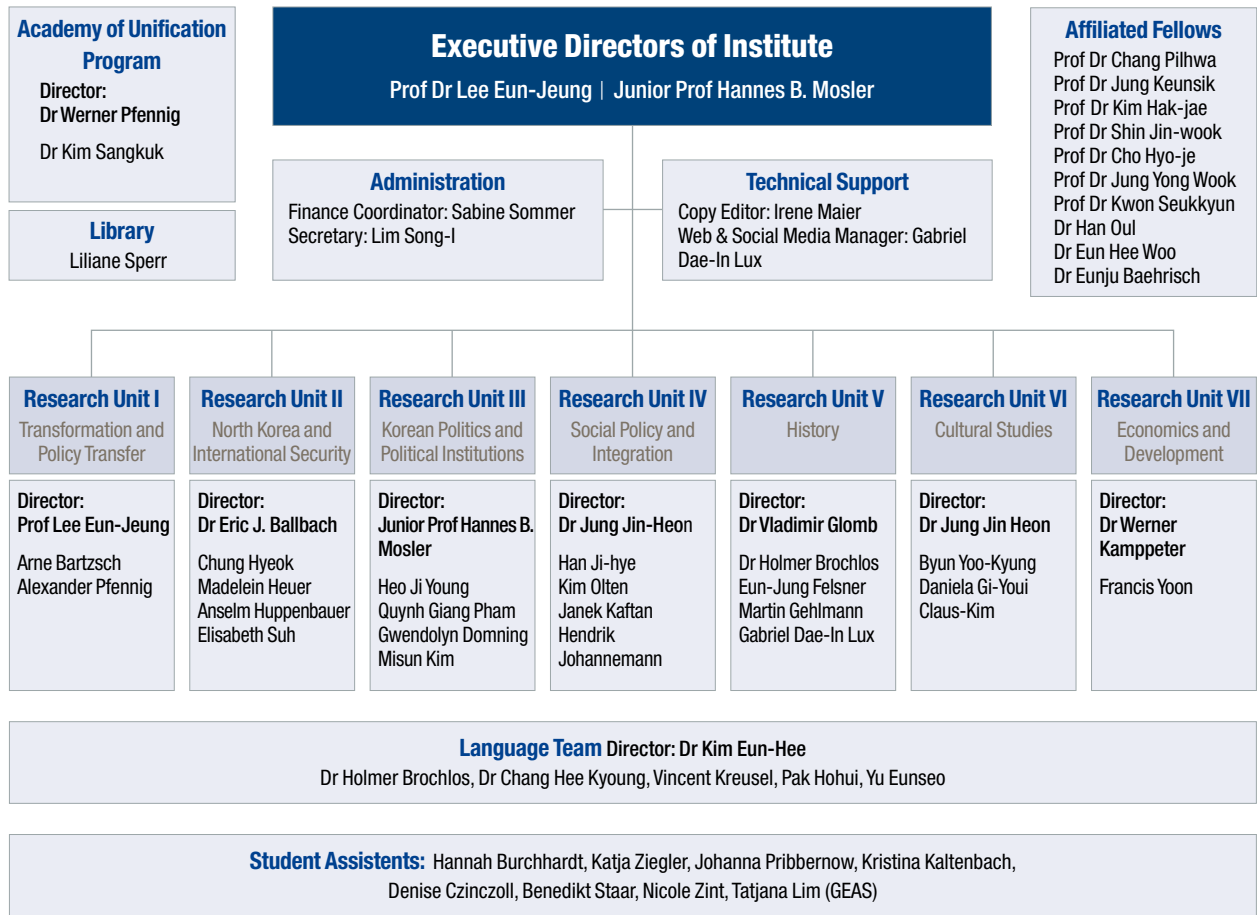 Academy of Unification
Program
Director:
Dr Werner Pfennig
Dr Kim Sangkuk
Library
Liliane Sperr
Executive Directors of Institute
Prof Dr Lee Eun-Jeung | Junior Prof Hannes B. Mosler
Administration
Finance Coordinator: Sabine Sommer
Secretary: Lim Song-I
Technical Support
Copy Editor: Irene Maier
Web & Social Media Manager: Gabriel
Dae-In Lux
Affiliated Fellows
Prof Dr Chang Pilhwa
Prof Dr Jung Keunsik
Prof Dr Kim Hak-jae
Prof Dr Shin Jin-wook
Prof Dr Cho Hyo-je
Prof Dr Jung Yong Wook
Prof Dr Kwon Seukkyun
Dr Han Oul
Dr Eun Hee Woo
Dr Eunju Baehrisch
Research Unit I
Transformation and
Policy Transfer
Director:
Prof Lee Eun-Jeung
Arne Bartzsch
Alexander Pfennig
Research Unit II
North Korea and
International Security
Director:
Dr Eric J. Ballbach
Chung Hyeok
Madelein Heuer
Anselm Huppenbauer
Elisabeth Suh
Research Unit III
Korean Politics and
Political Institutions
Director:
Junior Prof Hannes B.
Mosler
Heo Ji Young
Quynh Giang Pham
Gwendolyn Domning
Misun Kim
Research Unit IV
Social Policy and
Integration
Director:
Dr Jung Jin-Heon
Han Ji-hye
Kim Olten
Janek Kaftan
Hendrik
Johannemann
Research Unit V
History
Director:
Dr Vladimir Glomb
Dr Holmer Brochlos
Eun-Jung Felsner
Martin Gehlmann
Gabriel Dae-In Lux
Research Unit VI
Cultural Studies
Director:
Dr Jung Jin Heon
Byun Yoo-Kyung
Daniela Gi-Youi
Claus-Kim
Research Unit VII
Economics and
Development
Director:
Dr Werner
Kamppeter
Francis Yoon
Language Team Director: Dr Kim Eun-Hee
Dr Holmer Brochlos, Dr Chang Hee Kyoung, Vincent Kreusel, Pak Hohui, Yu Eunseo
Student Assistents: Hannah Burchhardt, Katja Ziegler, Johanna Pribbernow, Kristina Kaltenbach,
Denise Czinczoll, Benedikt Staar, Nicole Zint, Tatjana Lim (GEAS)